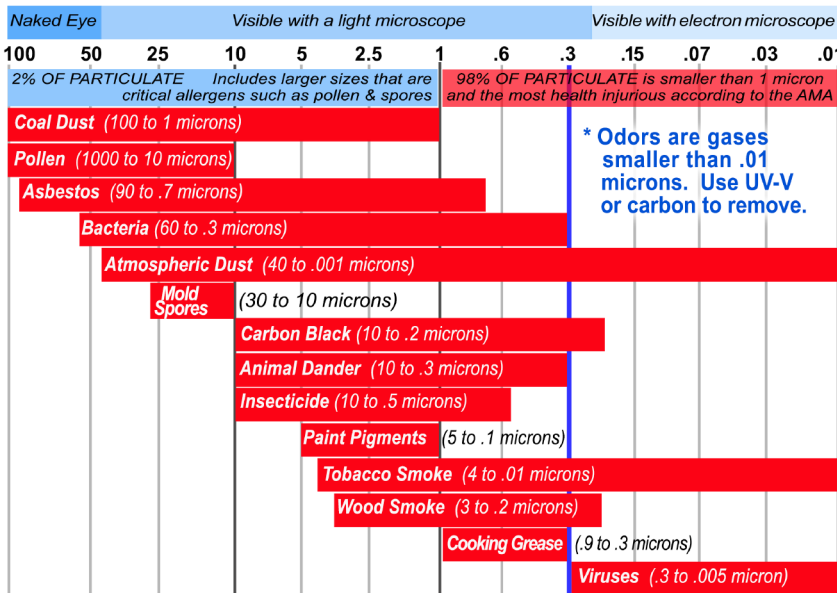 Naked Eye
Visible with a light microscope
Visible with electron microscope
100 50 25 10 5 2.5 1 .6 .3 .15 .07 .03 .01
2% OF PARTICULATE Includes larger sizes that are
critical allergens such as pollen & spores
98% OF PARTICULATE is smaller than 1 micron
and the most health injurious according to the AMA
Coal Dust (100 to 1 microns)
* Odors are gases
smaller than .01
microns. Use UV-V
or carbon to remove.
Pollen (1000 to 10 microns)
Asbestos (90 to .7 microns)
Bacteria (60 to .3 microns)
Atmospheric Dust (40 to .001 microns)
Mold
Spores
(30 to 10 microns)
Carbon Black (10 to .2 microns)
Animal Dander (10 to .3 microns)
Insecticide (10 to .5 microns)
Paint Pigments (5 to .1 microns)
Tobacco Smoke (4 to .01 microns)
Wood Smoke (3 to .2 microns)
Cooking Grease (.9 to .3 microns)
Viruses (.3 to .005 micron)